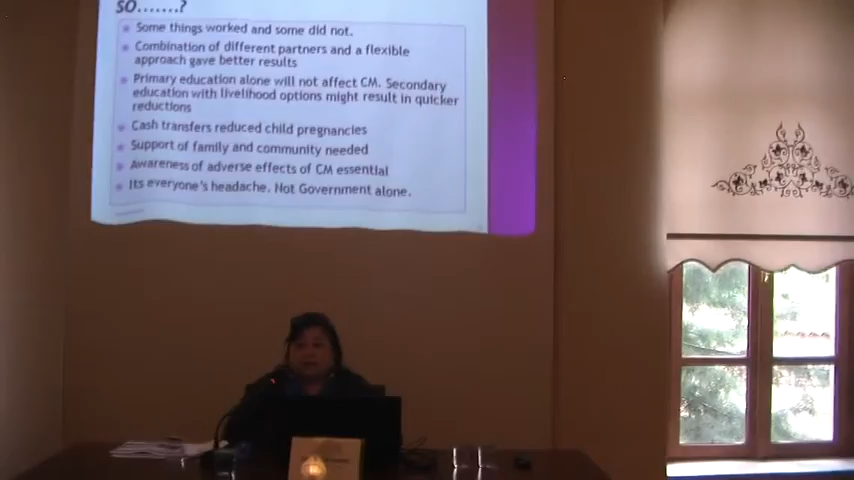 SO.......?
Some things worked and some did not.
Combination of different partners and a flexible
approach gave better results
Primary education alone will not affect CM. Secondary
education with livelihood options might result in quicker
reductions
Cash transfers reduced child pregnancies
Support of family and community needed
Awareness of adverse effects of CM essential
Its everyone's headache. Not Government alone.